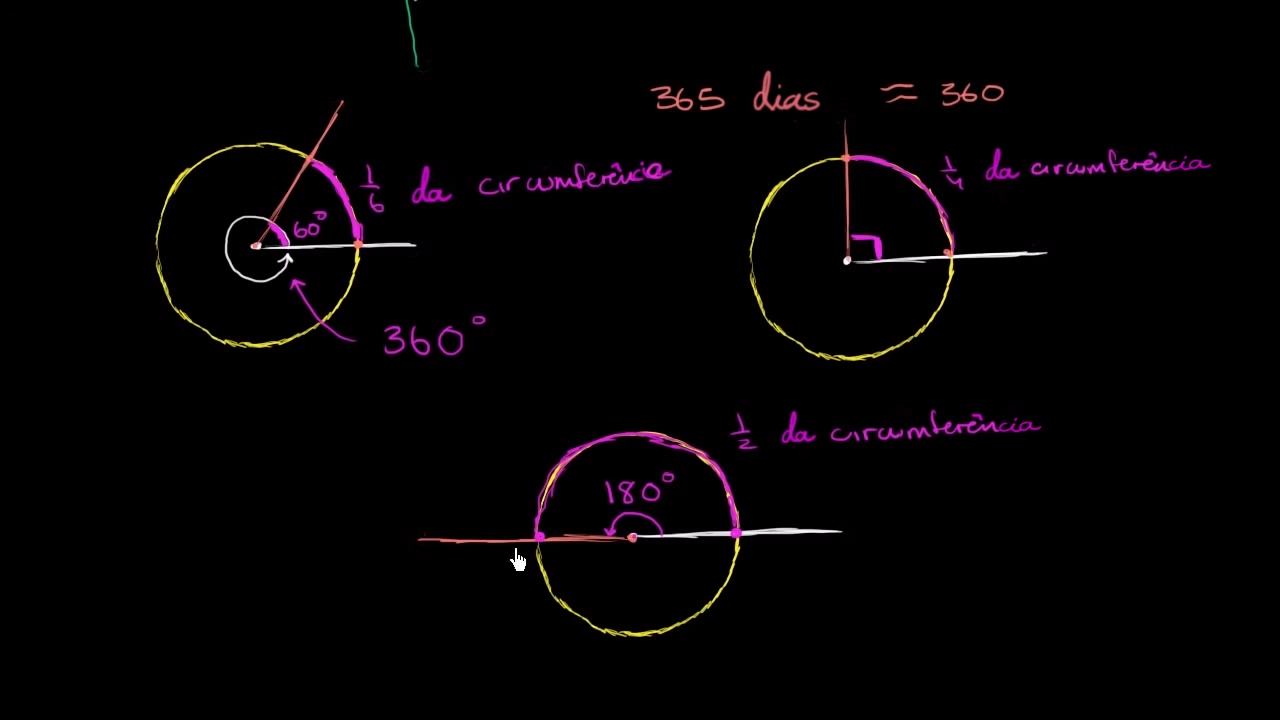 365 dias ≈ 360
1/6 da circumferência
60°
360°
1/4 da circumferência
1/2 da circumferência
180°